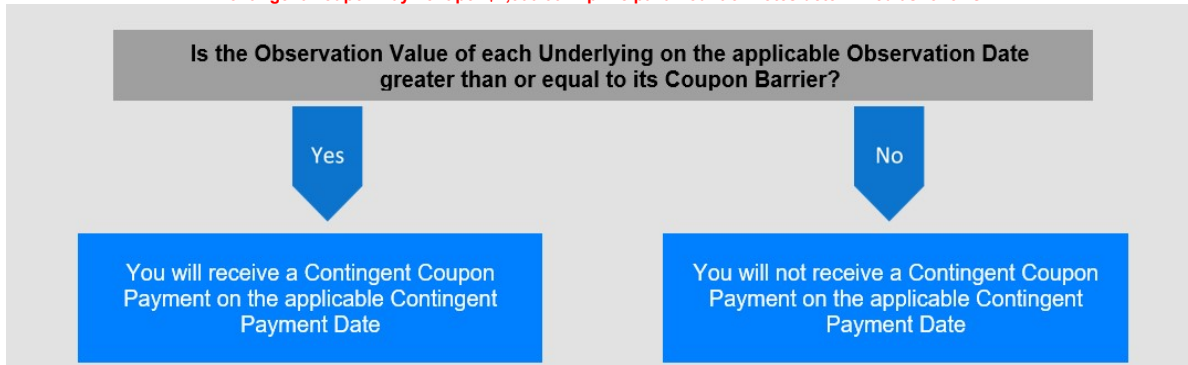 Is the Observation Value of each Underlying on the applicable Observation Date
greater than or equal to its Coupon Barrier?
Yes
No
You will receive a Contingent Coupon
Payment on the applicable Contingent
Payment Date
You will not receive a Contingent Coupon
Payment on the applicable Contingent
Payment Date